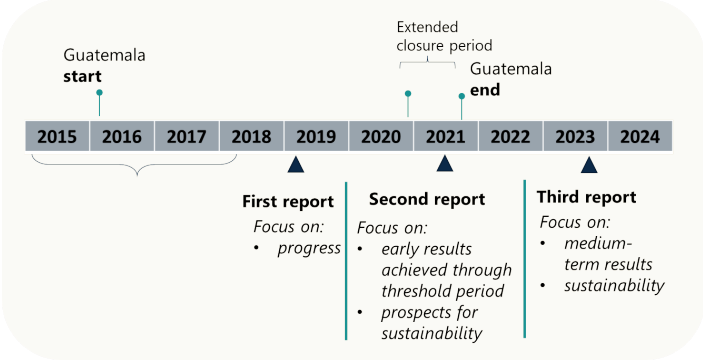 Extended
closure period
Guatemala
start
Guatemala
end
2015 2016 2017 2018 2019 2020 2021 2022 2023 2024
First report
Focus on:
• progress
Second report
Focus on:
• early results
achieved through
threshold period
• prospects for
sustainability
Third report
Focus on:
• medium-
term results
• sustainability